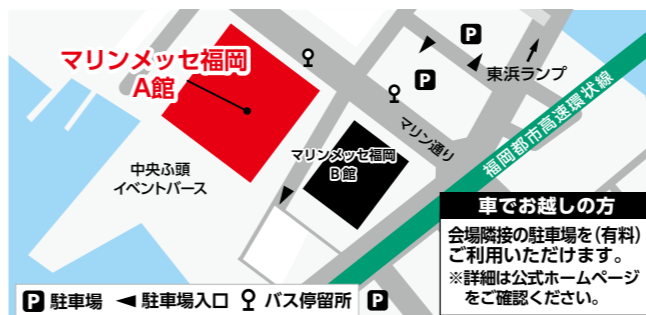 マリンメッセ福岡
A館
P
P
東浜ランプ
マリン通り
福岡都市高速環状線
マリンメッセ福岡
B館
中央ふ頭
イベントバース
車でお越しの方
会場隣接の駐車場を(有料)
ご利用いただけます。
※詳細は公式ホームページ
をご確認ください。
P 駐車場 ◀ 駐車場入口 バス停留所 P